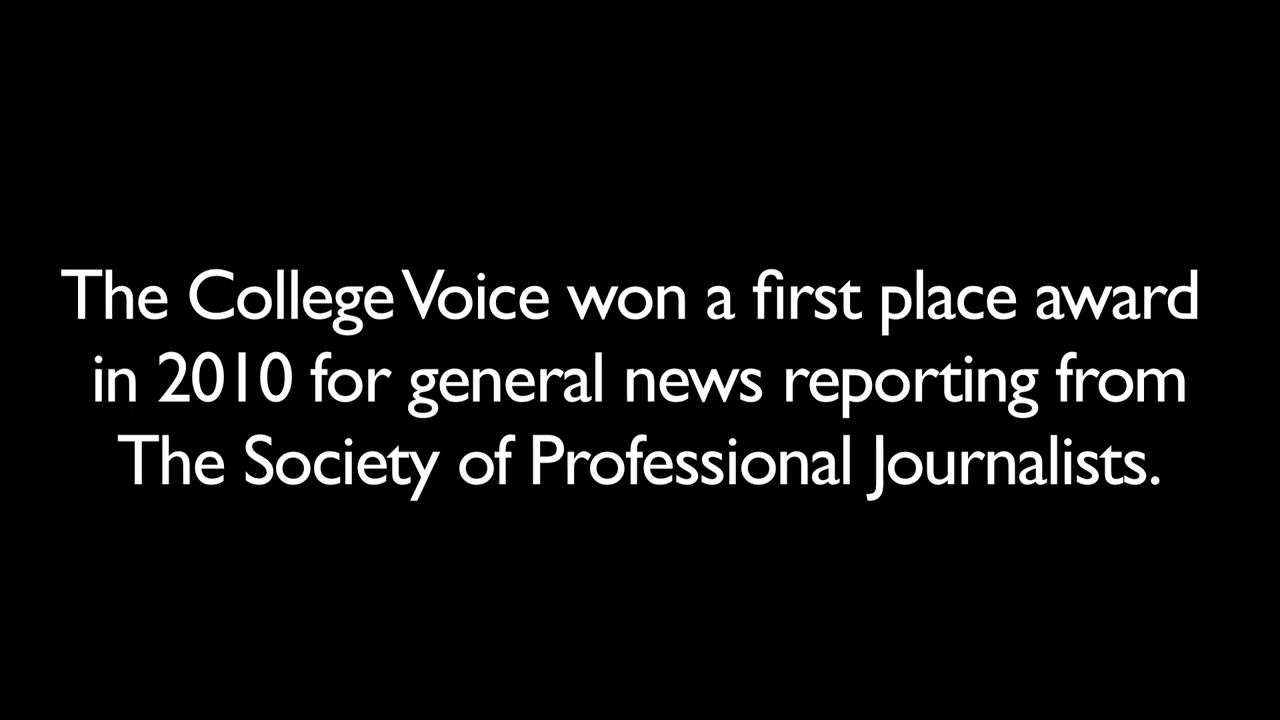 The College Voice won a first place award
in 2010 for general news reporting from
The Society of Professional Journalists.